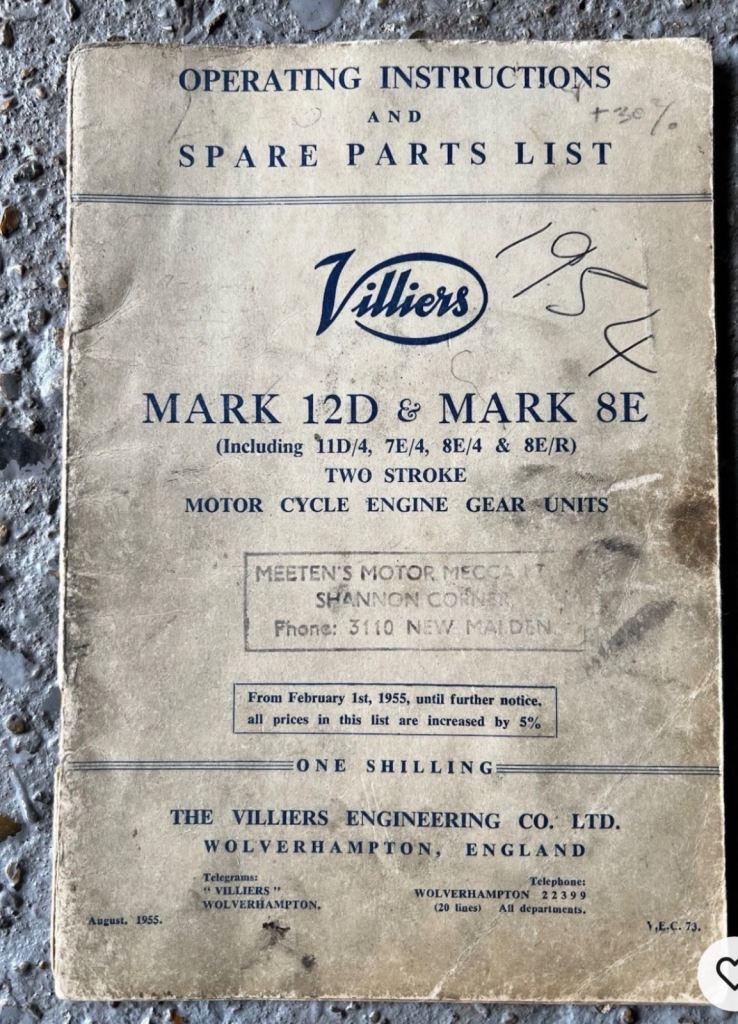 OPERATING INSTRUCTIONS
AND
+30%
SPARE PARTS LIST
1954
Villiers
MARK 12D & MARK 8E
(Including 11D/4, 7E/4, 8E/4 & 8E/R)
TWO STROKE
MOTOR CYCLE ENGINE GEAR UNITS
MEETEN'S MOTOR MECCA
SHANNON CORNER
Phone: 3110 NEW MALDEN
From February 1st, 1955, until further notice,
all prices in this list are increased by 5%
ONE SHILLING
THE VILLIERS ENGINEERING CO. LTD.
WOLVERHAMPTON, ENGLAND
Telegrams:
" VILLIERS "
WOLVERHAMPTON.
Telephone:
WOLVERHAMPTON 22399
(20 lines) All departments.
August. 1955.
V.E.C. 73.